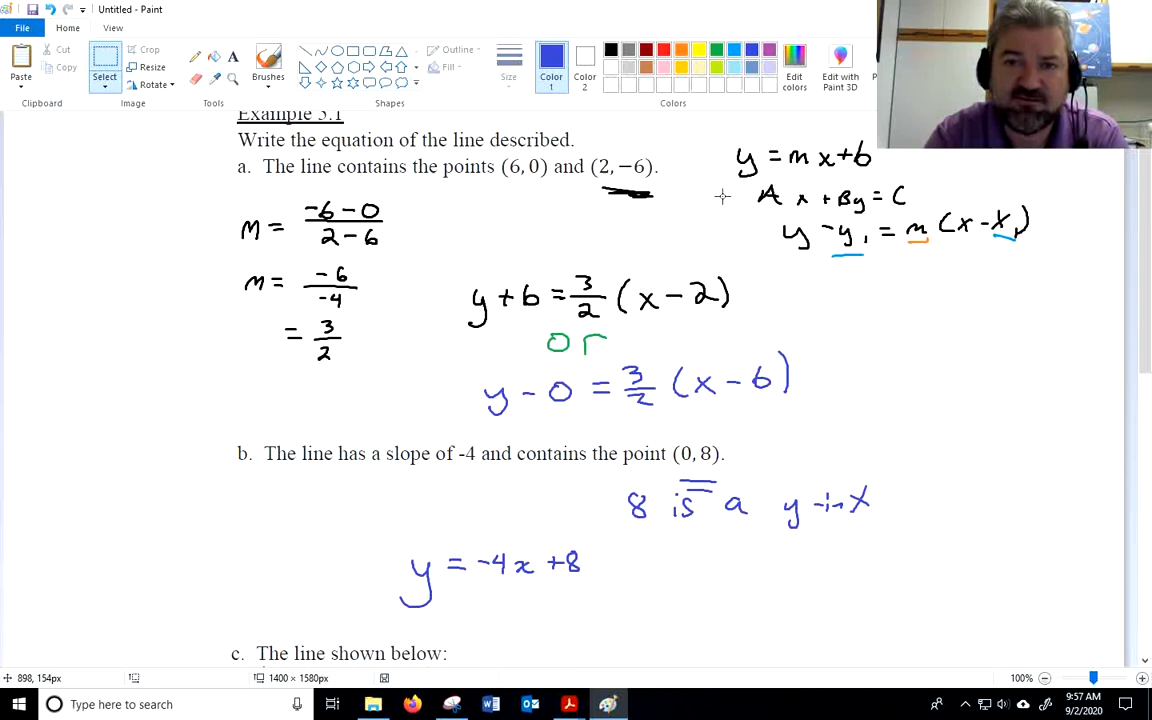 Untitled - Paint
File Home View
Paste
Cut
Copy
Clipboard
Select
Crop
Resize
Rotate
Image
A
Tools
Brushes
Outline
Fill
Shapes
Size
Color 1
Color 2
Edit colors
Edit with Paint 3D
Colors
Example 3.1
Write the equation of the line described.
a. The line contains the points (6, 0) and (2, −6).
y = mx+b
Ax + By = C
y - y₁ = m (x - x₁)
m = -6-0 / 2-6
m = -6 / -4
= 3/2
y + 6 = 3/2 (x - 2)
or
y - 0 = 3/2 (x - 6)
b. The line has a slope of -4 and contains the point (0, 8).
8 is a y-in
y = -4x +8
c. The line shown below:
898, 154px
1400 × 1580px
100%
Type here to search
9:57 AM
9/2/2020